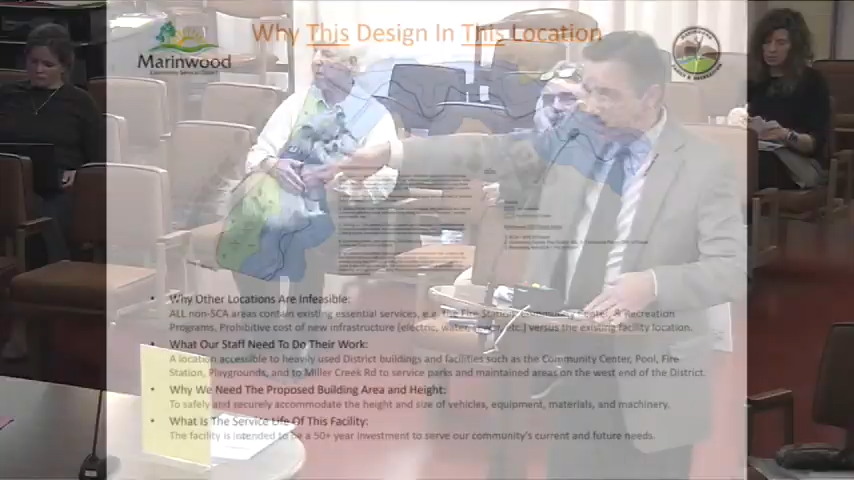 Why This Design In This Location
Marinwood
Community Service District
• Why Other Locations Are Infeasible:
ALL non-SCA areas contain existing essential services, e.g. the Fire Station, Community Center, & Recreation
Programs. Prohibitive cost of new infrastructure (electric, water, etc.) versus the existing facility location.
• What Our Staff Need To Do Their Work:
A location accessible to heavily used District buildings and facilities such as the Community Center, Pool, Fire
Station, Playgrounds, and to Miller Creek Rd to service parks and maintained areas on the west end of the District.
• Why We Need The Proposed Building Area and Height:
To safely and securely accommodate the height and size of vehicles, equipment, materials, and machinery.
• What Is The Service Life Of This Facility:
The facility is intended to be a 50+ year investment to serve our community's current and future needs.